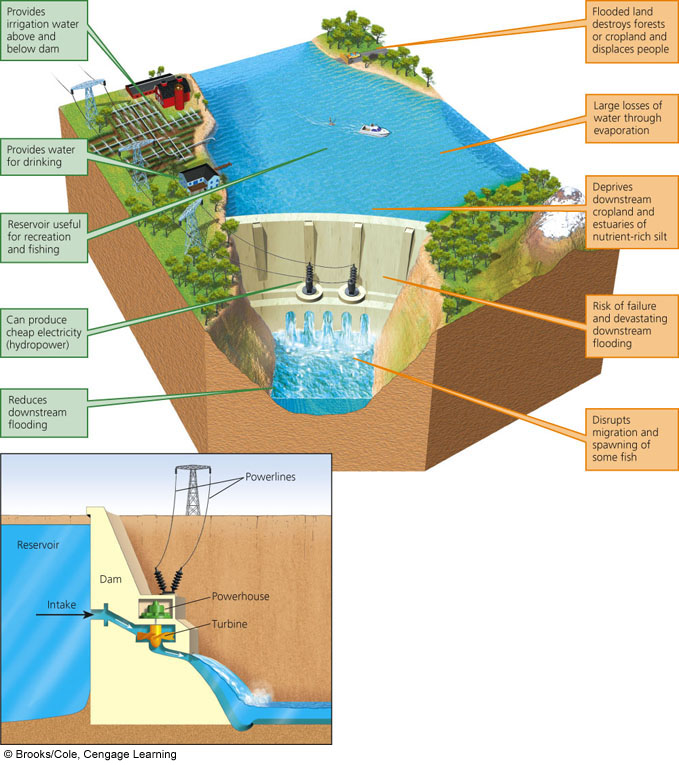 Provides
irrigation water
above and
below dam
Provides water
for drinking
Reservoir useful
for recreation
and fishing
Can produce
cheap electricity
(hydropower)
Reduces
downstream
flooding
Flooded land
destroys forests
or cropland and
displaces people
Large losses of
water through
evaporation
Deprives
downstream
cropland and
estuaries of
nutrient-rich silt
Risk of failure
and devastating
downstream
flooding
Disrupts
migration and
spawning of
some fish
Powerlines
Reservoir
Dam
Intake
Powerhouse
Turbine
© Brooks/Cole, Cengage Learning